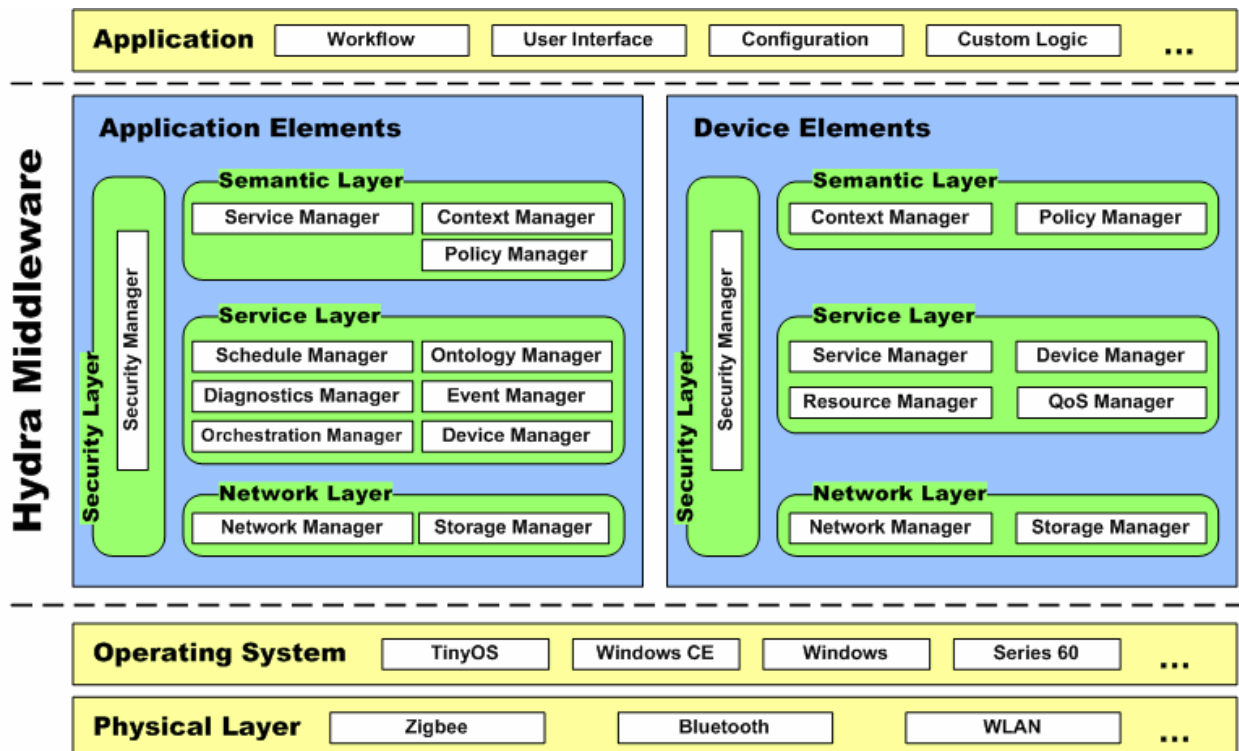 Application
Workflow
User Interface
Configuration
Custom Logic
...
Hydra Middleware
Application Elements
Security Layer
Security Manager
Semantic Layer
Service Manager
Context Manager
Policy Manager
Service Layer
Schedule Manager
Ontology Manager
Diagnostics Manager
Event Manager
Orchestration Manager
Device Manager
Network Layer
Network Manager
Storage Manager
Device Elements
Security Layer
Security Manager
Semantic Layer
Context Manager
Policy Manager
Service Layer
Service Manager
Device Manager
Resource Manager
QoS Manager
Network Layer
Network Manager
Storage Manager
Operating System
TinyOS
Windows CE
Windows
Series 60
...
Physical Layer
Zigbee
Bluetooth
WLAN
...